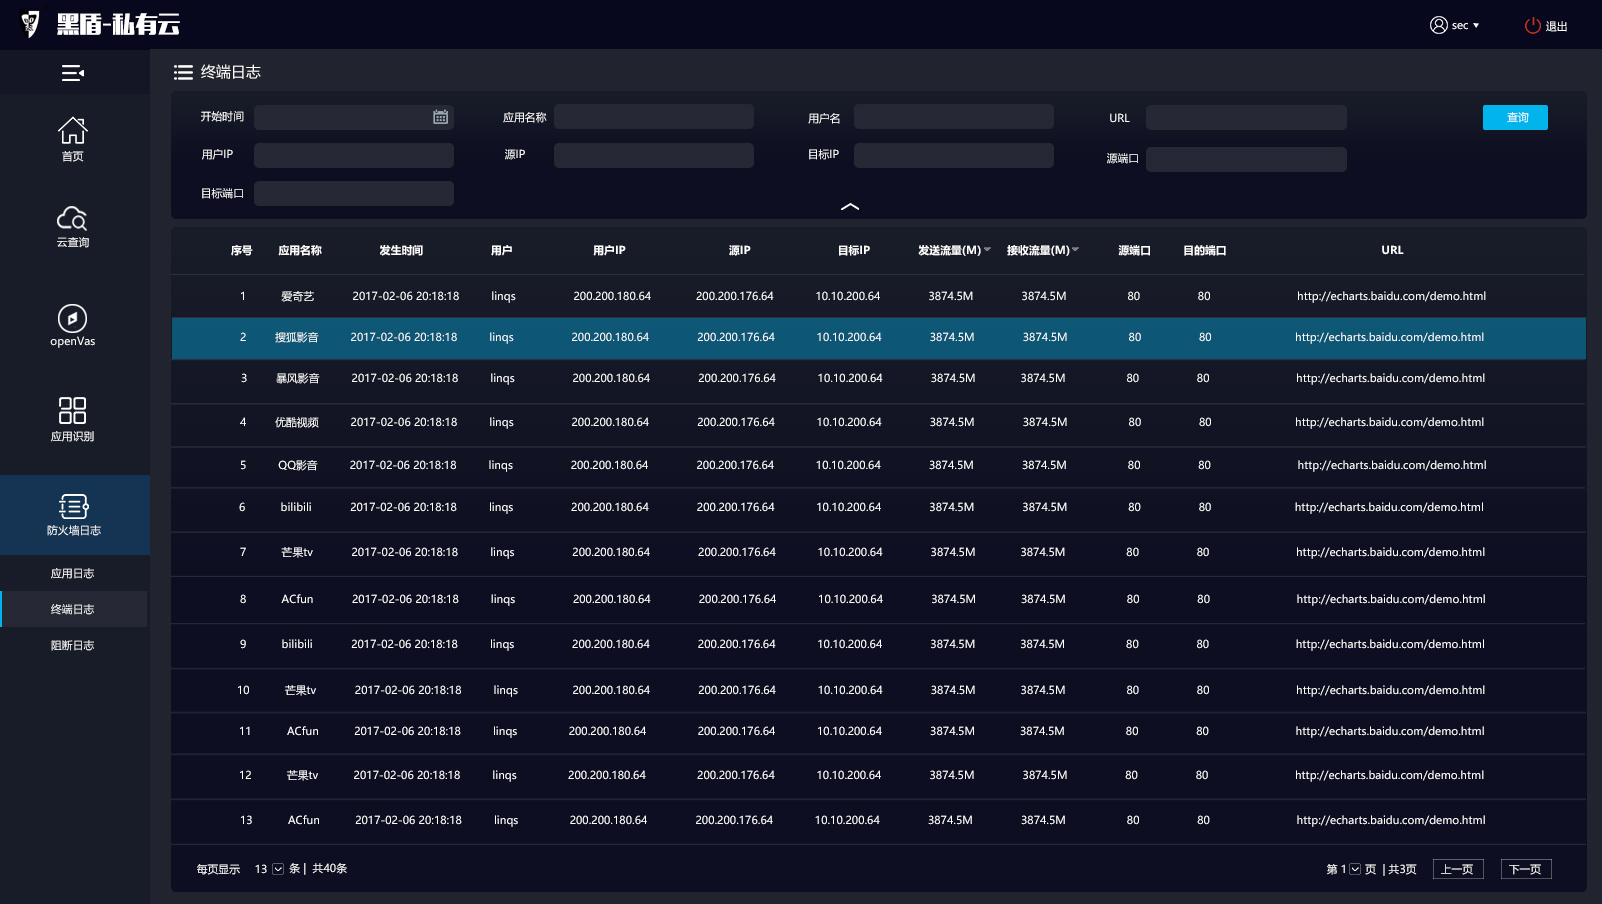 黑盾-私有云
sec
退出
首页
云查询
openVas
应用识别
防火墙日志
应用日志
终端日志
阻断日志
终端日志
开始时间 应用名称 用户名 URL 查询
用户IP 源IP 目标IP 源端口
目标端口
序号 应用名称 发生时间 用户 用户IP 源IP 目标IP 发送流量(M) 接收流量(M) 源端口 目的端口 URL
1 爱奇艺 2017-02-06 20:18:18 linqs 200.200.180.64 200.200.176.64 10.10.200.64 3874.5M 3874.5M 80 80 http://echarts.baidu.com/demo.html
2 搜狐影音 2017-02-06 20:18:18 linqs 200.200.180.64 200.200.176.64 10.10.200.64 3874.5M 3874.5M 80 80 http://echarts.baidu.com/demo.html
3 暴风影音 2017-02-06 20:18:18 linqs 200.200.180.64 200.200.176.64 10.10.200.64 3874.5M 3874.5M 80 80 http://echarts.baidu.com/demo.html
4 优酷视频 2017-02-06 20:18:18 linqs 200.200.180.64 200.200.176.64 10.10.200.64 3874.5M 3874.5M 80 80 http://echarts.baidu.com/demo.html
5 QQ影音 2017-02-06 20:18:18 linqs 200.200.180.64 200.200.176.64 10.10.200.64 3874.5M 3874.5M 80 80 http://echarts.baidu.com/demo.html
6 bilibili 2017-02-06 20:18:18 linqs 200.200.180.64 200.200.176.64 10.10.200.64 3874.5M 3874.5M 80 80 http://echarts.baidu.com/demo.html
7 芒果tv 2017-02-06 20:18:18 linqs 200.200.180.64 200.200.176.64 10.10.200.64 3874.5M 3874.5M 80 80 http://echarts.baidu.com/demo.html
8 ACfun 2017-02-06 20:18:18 linqs 200.200.180.64 200.200.176.64 10.10.200.64 3874.5M 3874.5M 80 80 http://echarts.baidu.com/demo.html
9 bilibili 2017-02-06 20:18:18 linqs 200.200.180.64 200.200.176.64 10.10.200.64 3874.5M 3874.5M 80 80 http://echarts.baidu.com/demo.html
10 芒果tv 2017-02-06 20:18:18 linqs 200.200.180.64 200.200.176.64 10.10.200.64 3874.5M 3874.5M 80 80 http://echarts.baidu.com/demo.html
11 ACfun 2017-02-06 20:18:18 linqs 200.200.180.64 200.200.176.64 10.10.200.64 3874.5M 3874.5M 80 80 http://echarts.baidu.com/demo.html
12 芒果tv 2017-02-06 20:18:18 linqs 200.200.180.64 200.200.176.64 10.10.200.64 3874.5M 3874.5M 80 80 http://echarts.baidu.com/demo.html
13 ACfun 2017-02-06 20:18:18 linqs 200.200.180.64 200.200.176.64 10.10.200.64 3874.5M 3874.5M 80 80 http://echarts.baidu.com/demo.html
每页显示 13 条 | 共40条 第 1 页 | 共3页 上一页 下一页